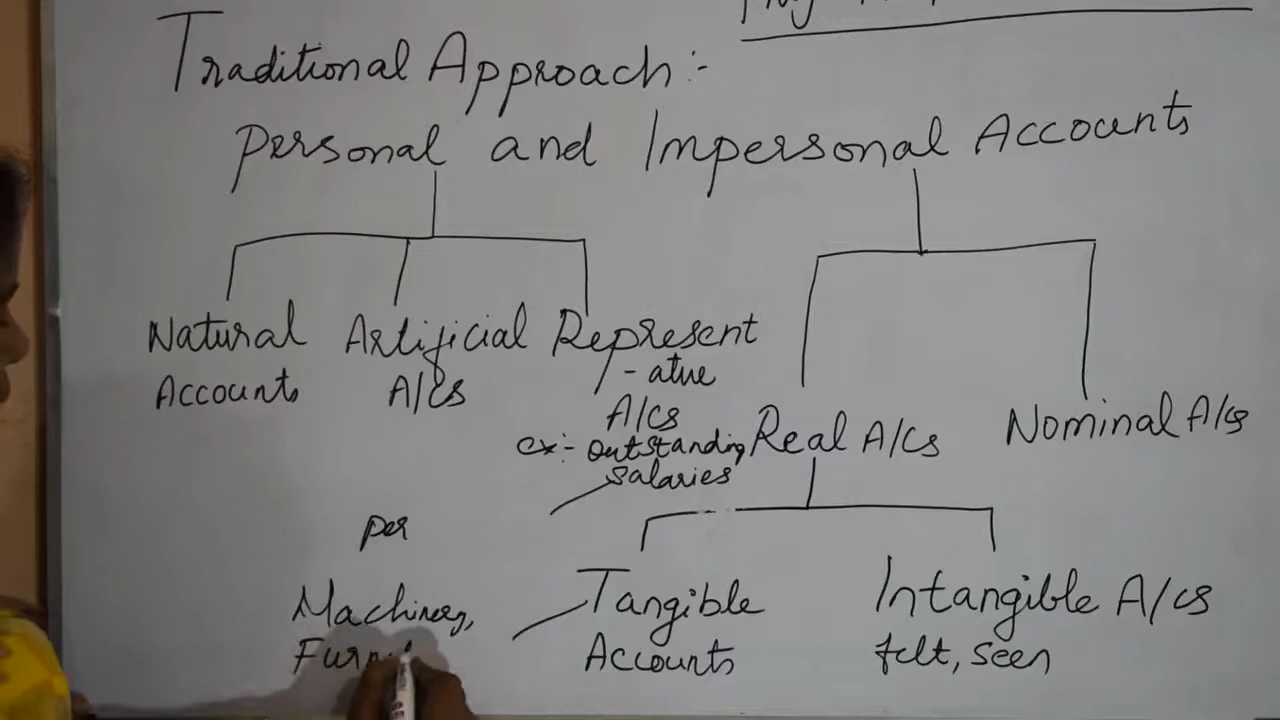 Traditional Approach:-
Personal and Impersonal Accounts
Natural Accounts
Artificial A/cs
Represent
-atve
A/cs
ex:- outstanding
salaries
Real A/cs
Nominal A/cs
per
Machinery,
Tangible
Accounts
Intangible A/cs
felt, seen